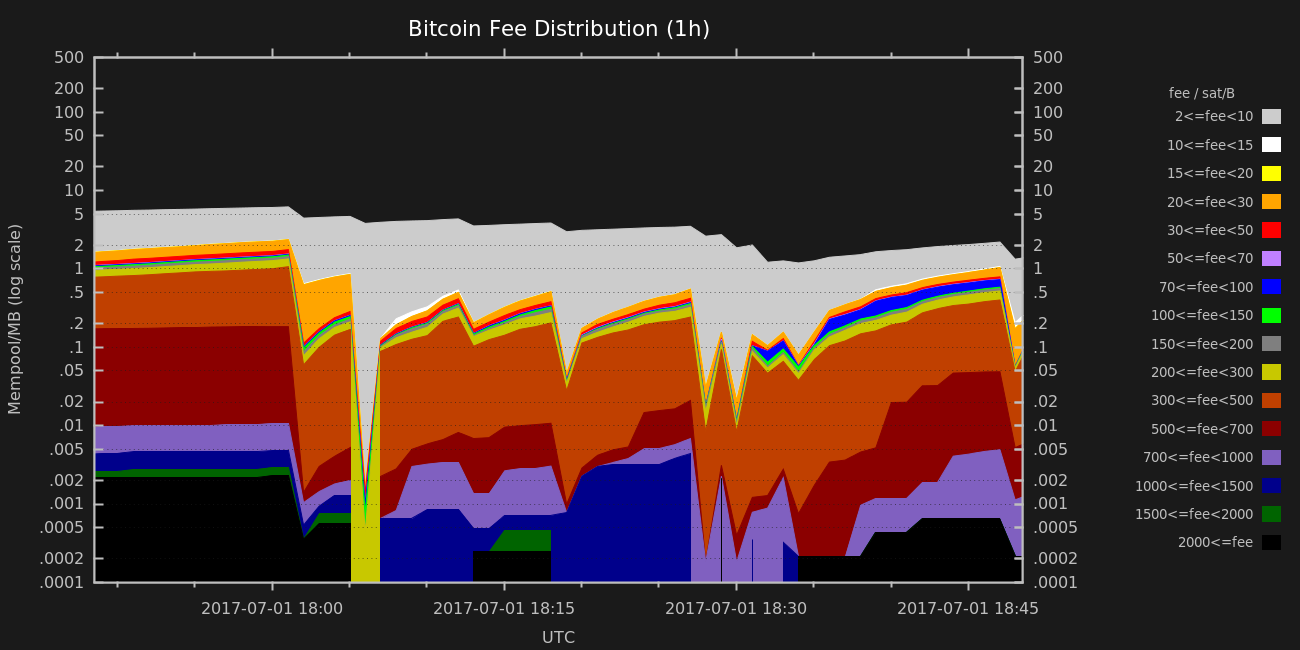 Bitcoin Fee Distribution (1h)
500 500
200 200
100 100
50 50
20 20
10 10
5 5
2 2
1 1
.5 .5
.2 .2
.1 .1
.05 .05
.02 .02
.01 .01
.005 .005
.002 .002
.001 .001
.0005 .0005
.0002 .0002
.0001 .0001
Mempool/MB (log scale)
2017-07-01 18:00 2017-07-01 18:15 2017-07-01 18:30 2017-07-01 18:45
UTC
fee / sat/B
2<=fee<10
10<=fee<15
15<=fee<20
20<=fee<30
30<=fee<50
50<=fee<70
70<=fee<100
100<=fee<150
150<=fee<200
200<=fee<300
300<=fee<500
500<=fee<700
700<=fee<1000
1000<=fee<1500
1500<=fee<2000
2000<=fee